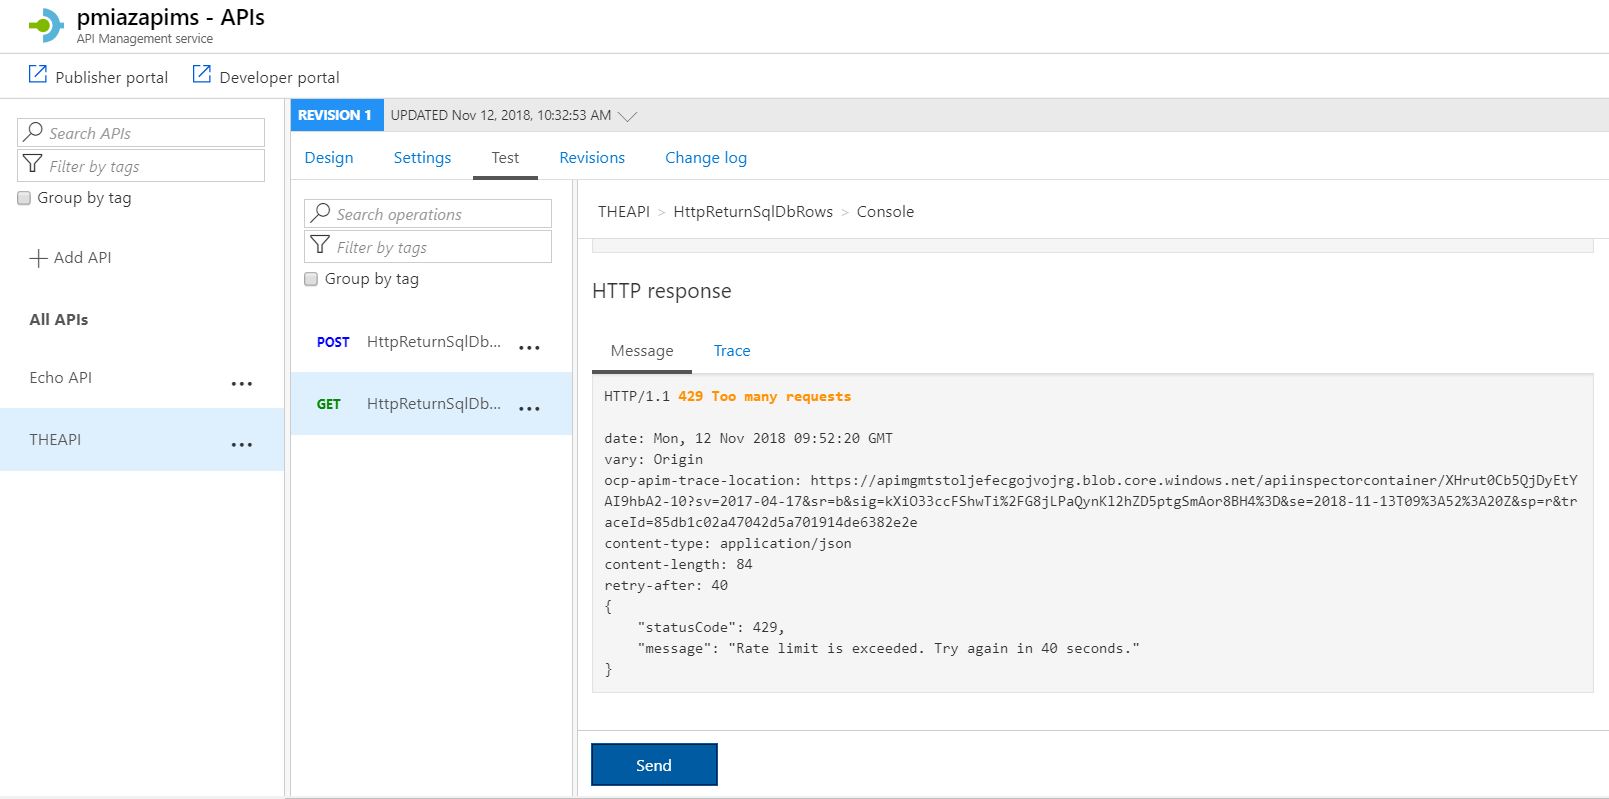 pmiazapims - APIs
API Management service
Publisher portal
Developer portal
Search APIs
Filter by tags
Group by tag
Add API
All APIs
Echo API
THEAPI
REVISION 1
UPDATED Nov 12, 2018, 10:32:53 AM
Design
Settings
Test
Revisions
Change log
Search operations
Filter by tags
Group by tag
POST HttpReturnSqlDb...
GET HttpReturnSqlDb...
THEAPI > HttpReturnSqlDbRows > Console
HTTP response
Message
Trace
HTTP/1.1 429 Too many requests
date: Mon, 12 Nov 2018 09:52:20 GMT
vary: Origin
ocp-apim-trace-location: https://apimgmtstoljefecgojvojrg.blob.core.windows.net/apiinspectorcontainer/XHrut0Cb5QjDyEtY
AI9hbA2-10?sv=2017-04-17&sr=b&sig=kXiO33ccFShwTi%2FG8jLPaQynKl2hZD5ptgSmAor8BH4%3D&se=2018-11-13T09%3A52%3A20Z&sp=r&tr
aceId=85db1c02a47042d5a701914de6382e2e
content-type: application/json
content-length: 84
retry-after: 40
{
"statusCode": 429,
"message": "Rate limit is exceeded. Try again in 40 seconds."
}
Send